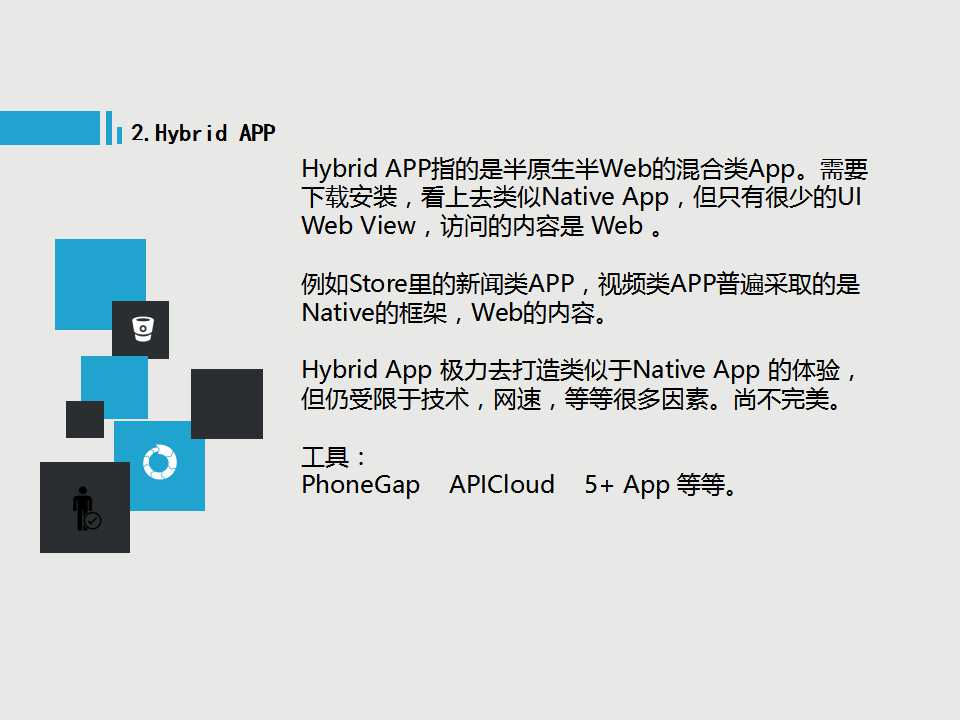 2.Hybrid APP
Hybrid APP指的是半原生半Web的混合类App。需要
下载安装，看上去类似Native App，但只有很少的UI
Web View，访问的内容是 Web 。
例如Store里的新闻类APP，视频类APP普遍采取的是
Native的框架，Web的内容。
Hybrid App 极力去打造类似于Native App 的体验，
但仍受限于技术，网速，等等很多因素。尚不完美。
工具：
PhoneGap APICloud 5+ App 等等。